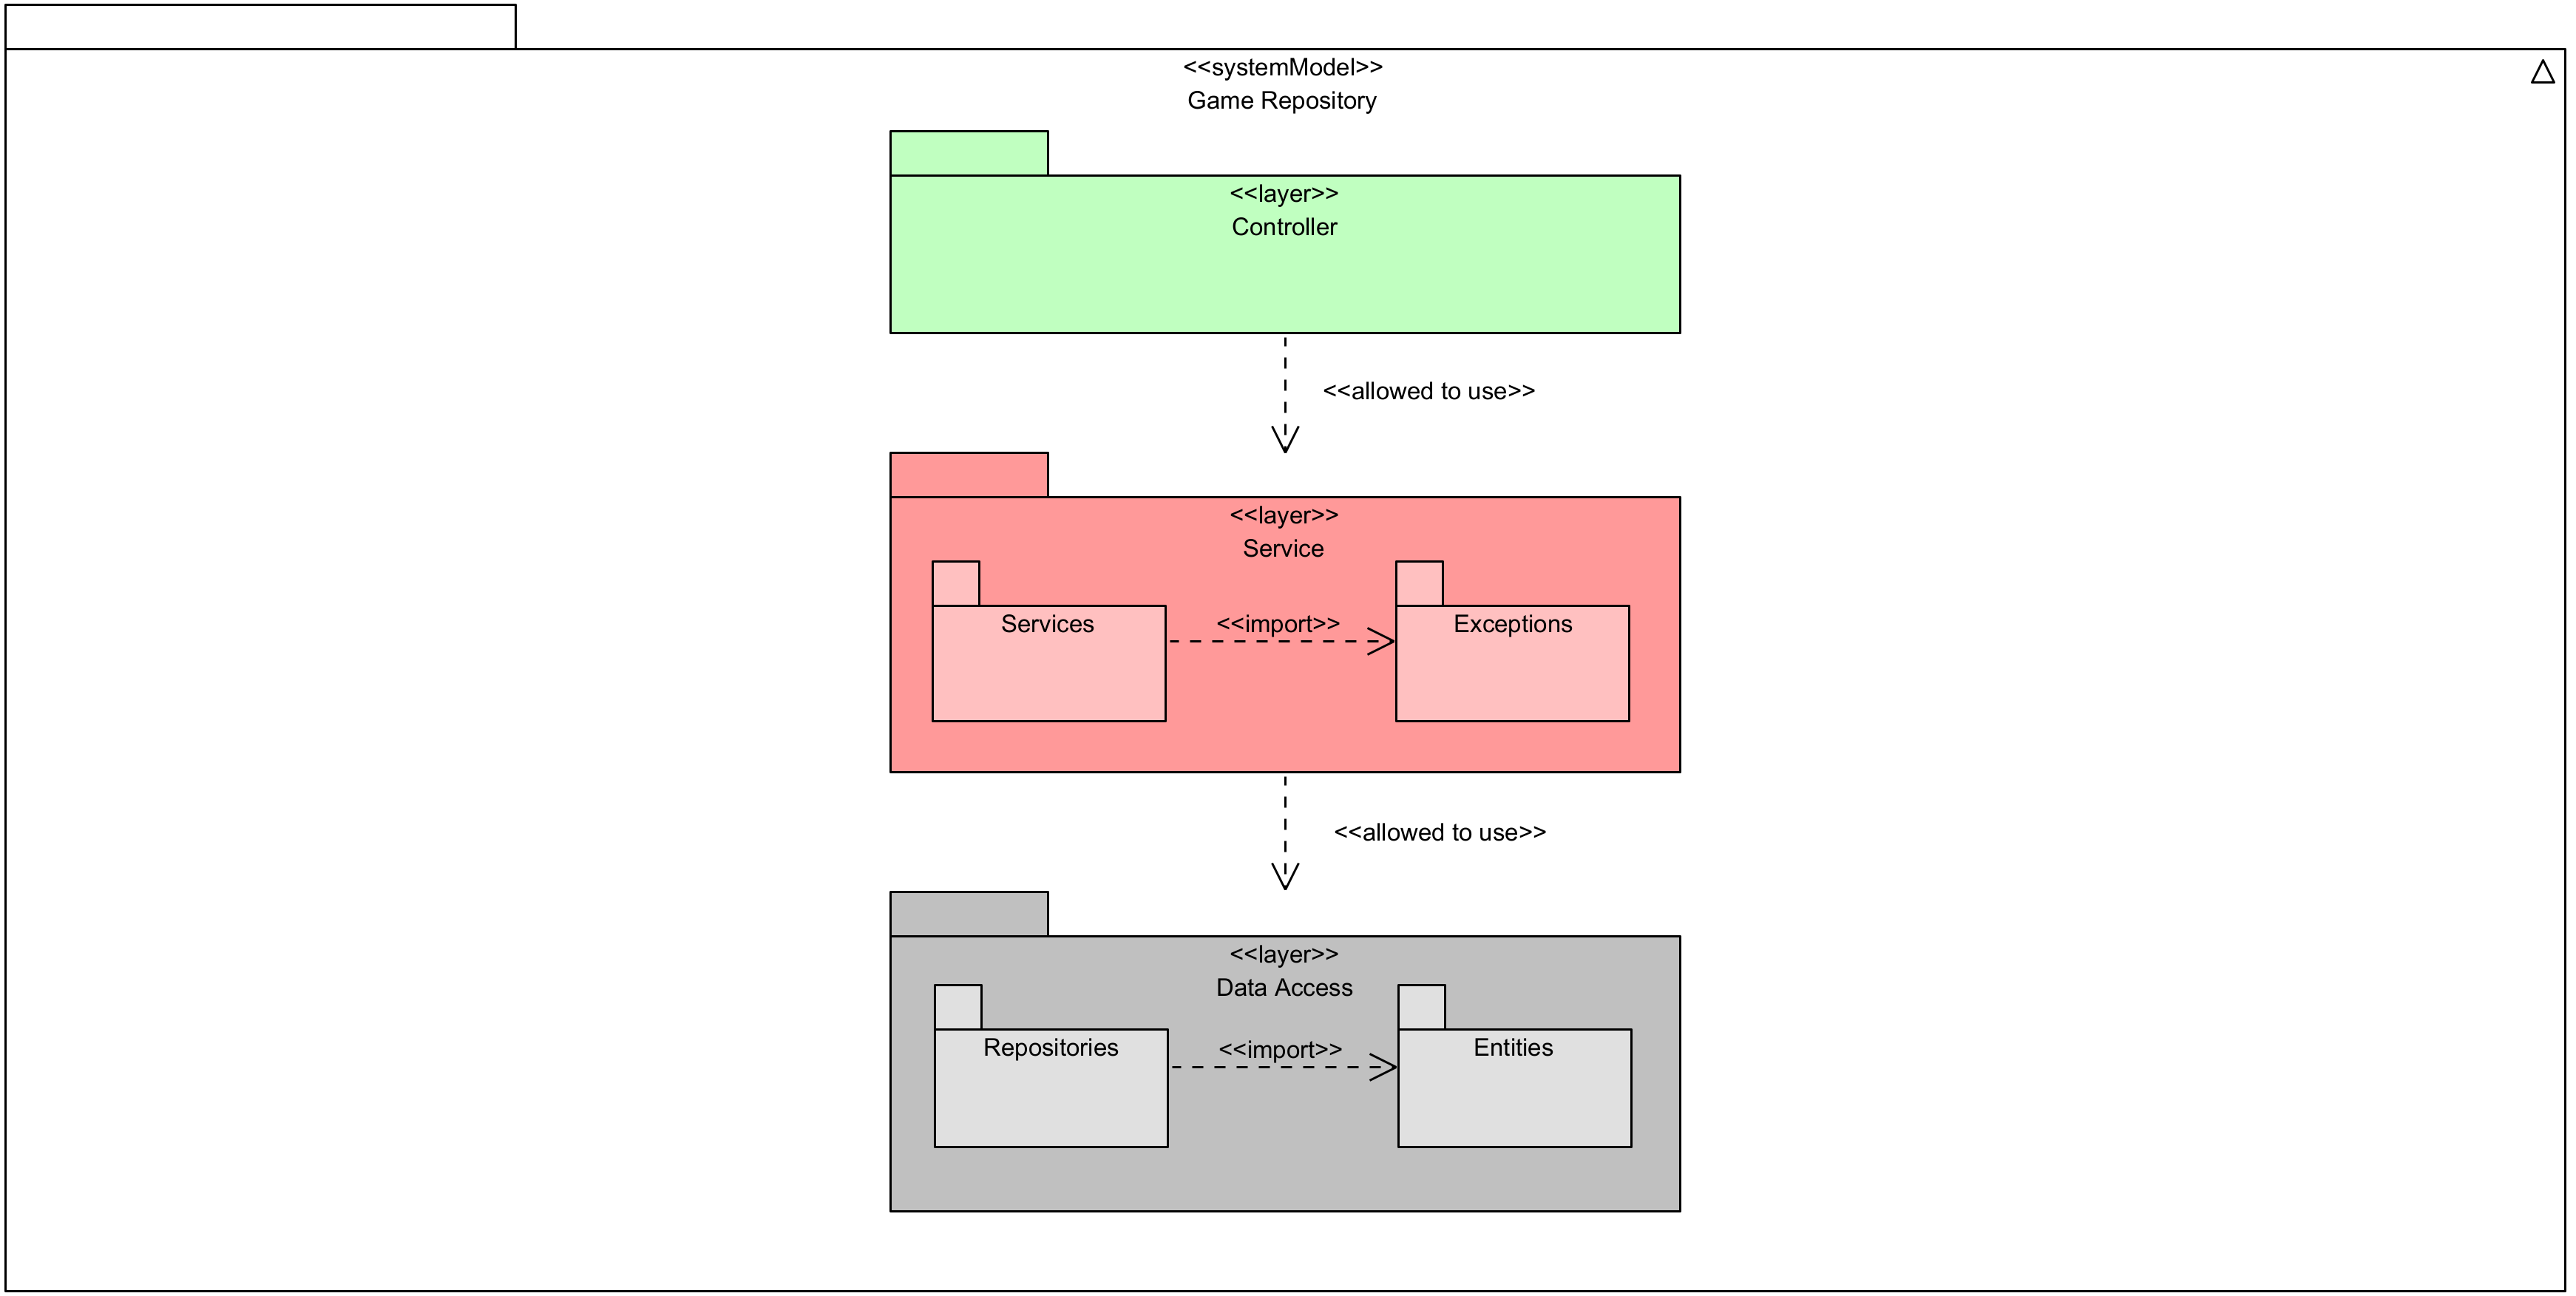 <<systemModel>>
Game Repository
<<layer>>
Controller
<<allowed to use>>
<<layer>>
Service
Services
<<import>>
Exceptions
<<allowed to use>>
<<layer>>
Data Access
Repositories
<<import>>
Entities